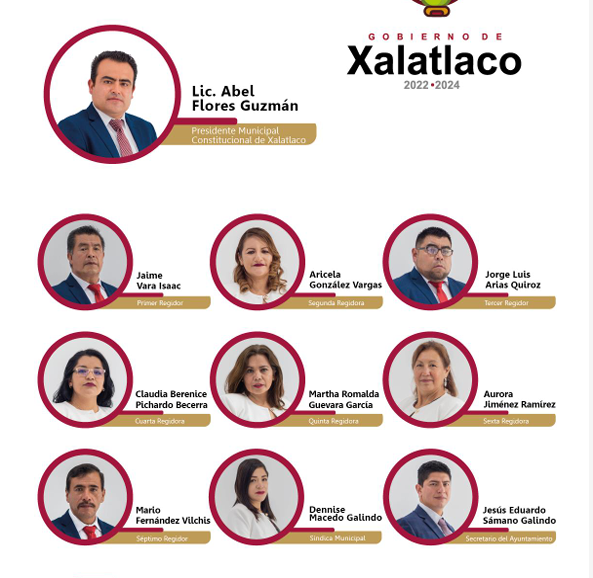 GOBIERNO DE
Xalatlaco
2022•2024
Lic. Abel
Flores Guzmán
Presidente Municipal
Constitucional de Xalatlaco
Jaime
Vara Isaac
Primer Regidor
Aricela
González Vargas
Segunda Regidora
Jorge Luis
Arias Quiroz
Tércer Regidor
Claudia Berenice
Pichardo Becerra
Cuarta Regidora
Martha Romalda
Guevara García
Quinta Regidora
Aurora
Jiménez Ramírez
Sexta Regidora
Mario
Fernández Vilchis
Séptimo Regidor
Dennise
Macedo Galindo
Síndica Municipal
Jesús Eduardo
Sámano Galindo
Secretario del Ayuntamiento